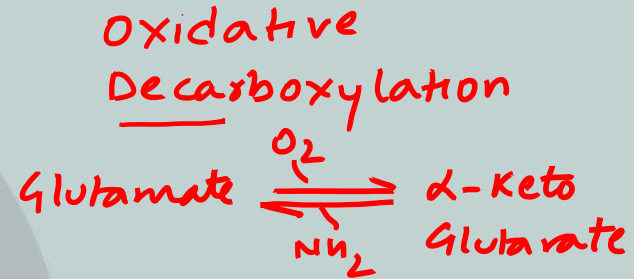 Oxidative
Decarboxylation
O2
Glutamate ⇌ α-Keto
NH2 Glutarate